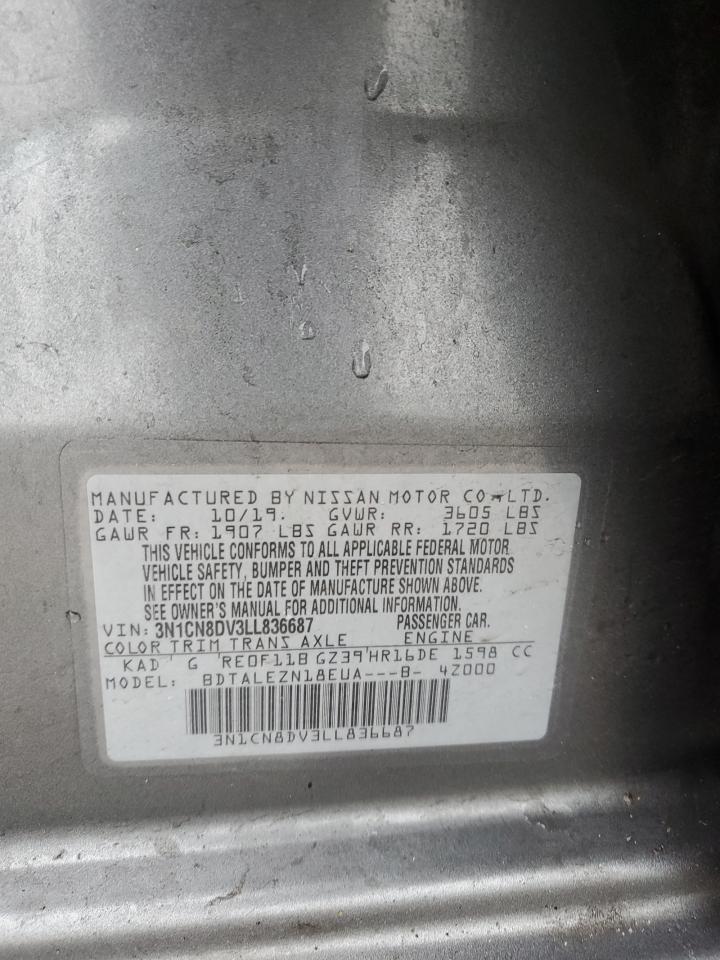 MANUFACTURED BY NISSAN MOTOR CO.,LTD.
DATE: 10/19. GVWR: 3605 LBS
GAWR FR: 1907 LBS GAWR RR: 1720 LBS
THIS VEHICLE CONFORMS TO ALL APPLICABLE FEDERAL MOTOR
VEHICLE SAFETY, BUMPER AND THEFT PREVENTION STANDARDS
IN EFFECT ON THE DATE OF MANUFACTURE SHOWN ABOVE.
SEE OWNER'S MANUAL FOR ADDITIONAL INFORMATION.
VIN: 3N1CN8DV3LL836687 PASSENGER CAR.
COLOR TRIM TRANS AXLE ENGINE
KAD G RE0F11B GZ39 HR16DE 1598 CC
MODEL: BDTALEZN18EUA---B- 4Z000
3N1CN8DV3LL836687